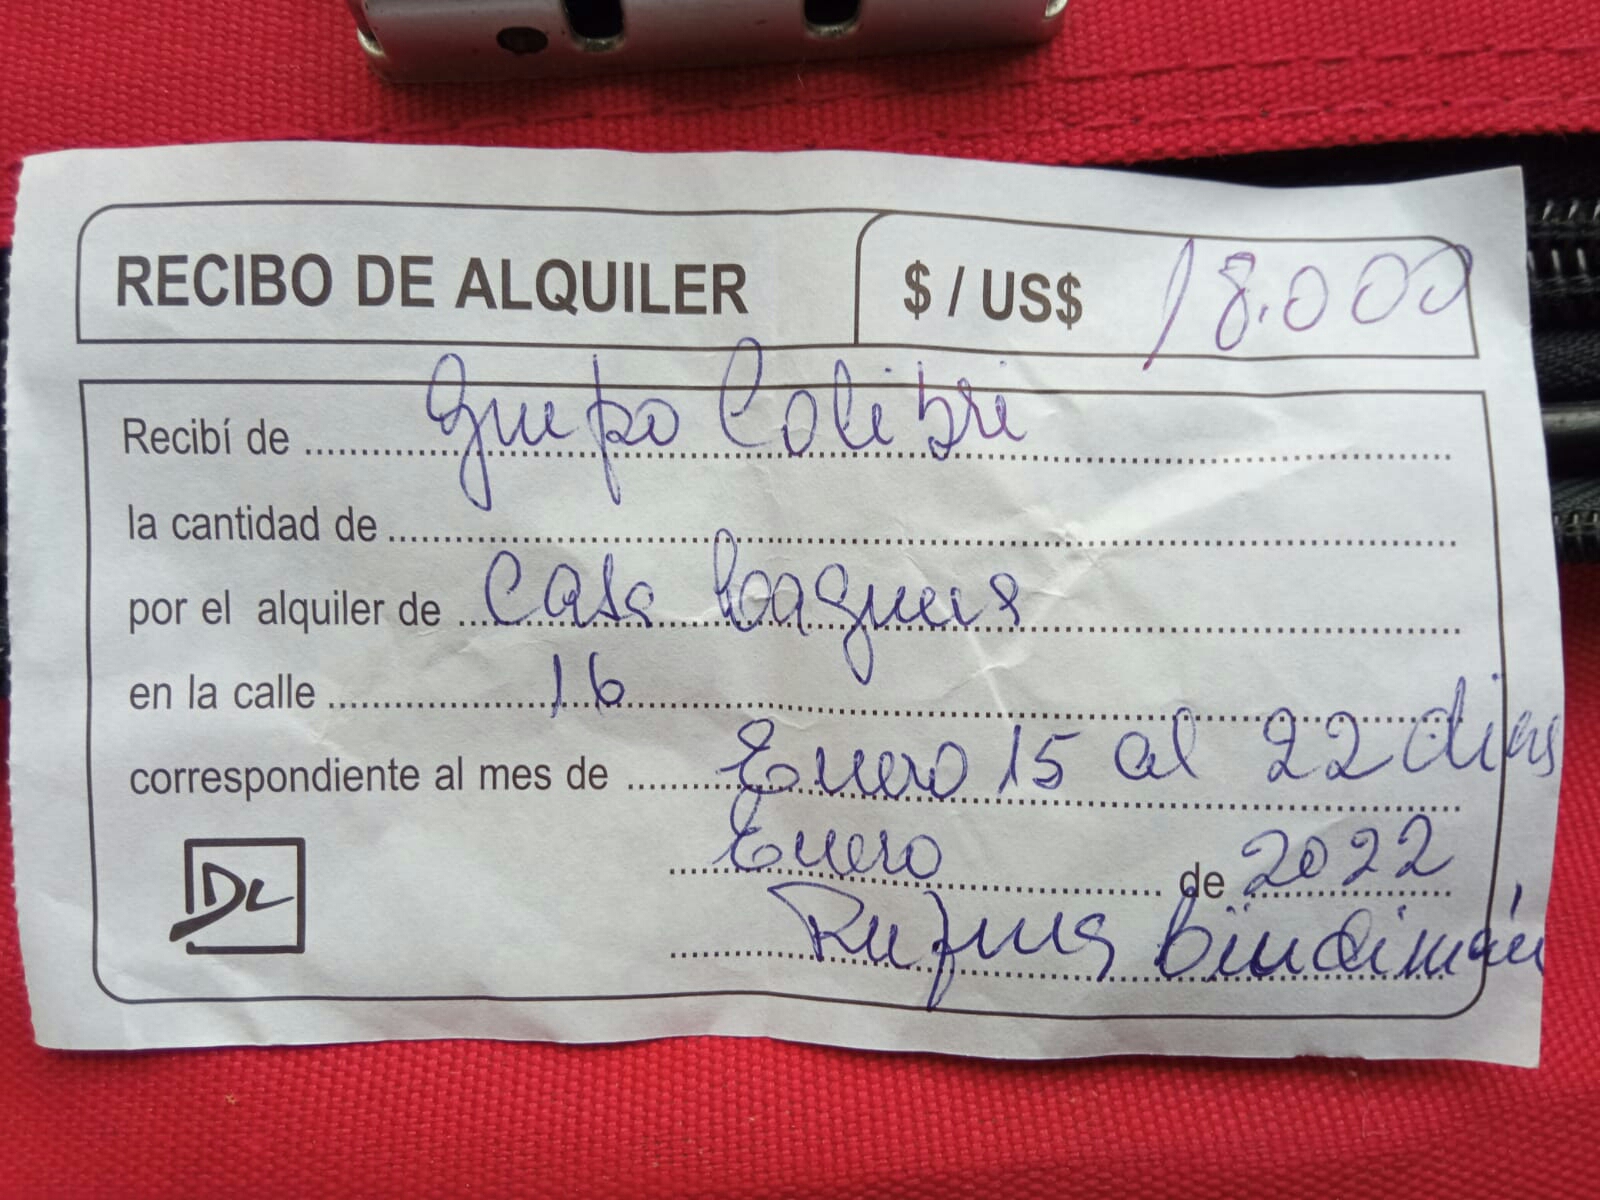 RECIBO DE ALQUILER
$ / US$ 18.000
Recibí de Grupo Colibri
la cantidad de
por el alquiler de Casa
en la calle 16
correspondiente al mes de Enero 15 al 22 dias
Enero de 2022
DL